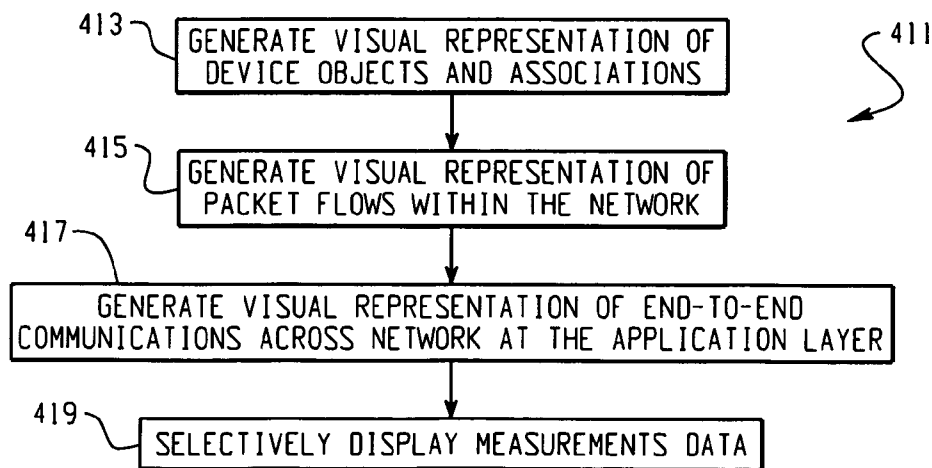 413
GENERATE VISUAL REPRESENTATION OF
DEVICE OBJECTS AND ASSOCIATIONS
411
415
GENERATE VISUAL REPRESENTATION OF
PACKET FLOWS WITHIN THE NETWORK
417
GENERATE VISUAL REPRESENTATION OF END-TO-END
COMMUNICATIONS ACROSS NETWORK AT THE APPLICATION LAYER
419
SELECTIVELY DISPLAY MEASUREMENTS DATA